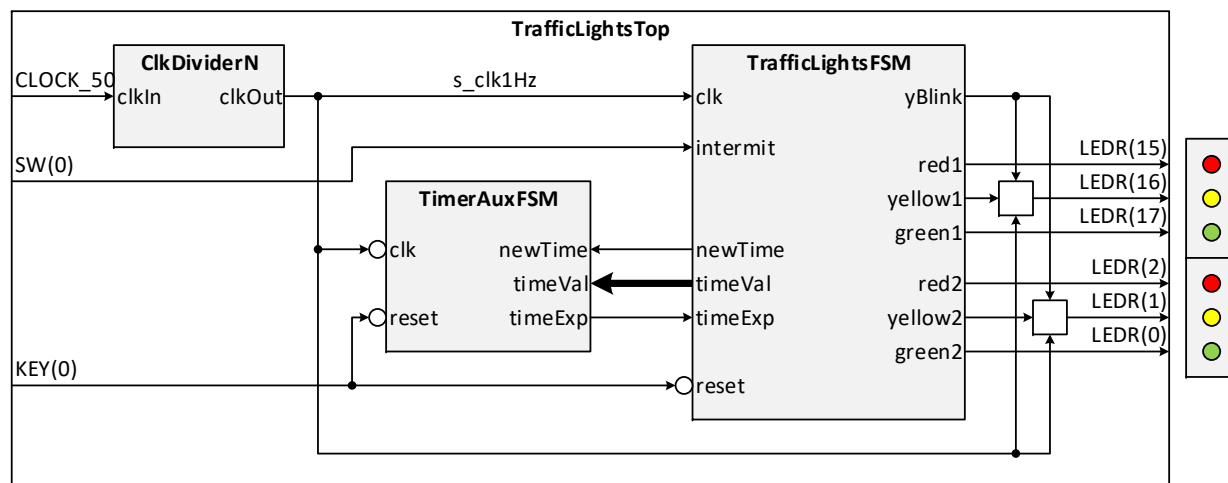 TrafficLightsTop
ClkDividerN
TrafficLightsFSM
CLOCK_50
clkIn
clkOut
s_clk1Hz
clk
yBlink
SW(0)
intermit
LEDR(15)
red1
TimerAuxFSM
LEDR(16)
yellow1
LEDR(17)
green1
clk
newTime
newTime
LEDR(2)
timeVal
timeVal
red2
LEDR(1)
reset
timeExp
timeExp
yellow2
LEDR(0)
green2
KEY(0)
reset